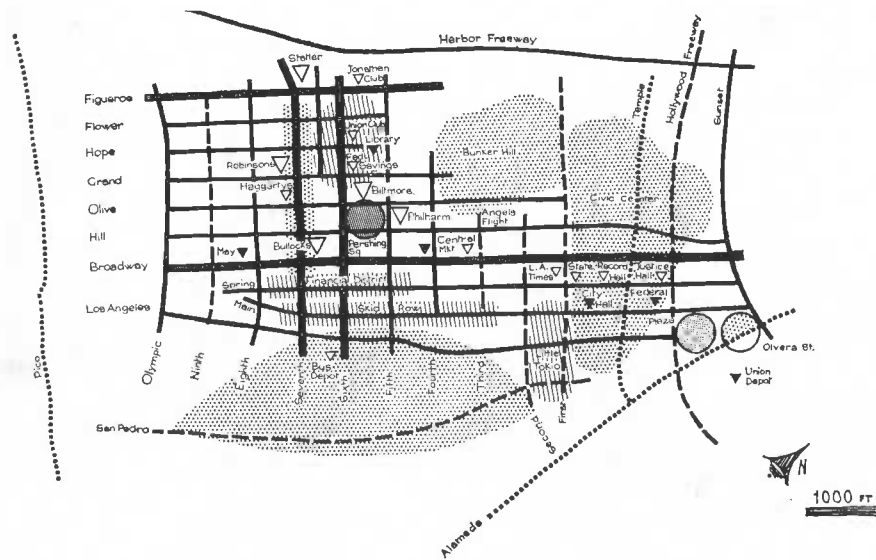 Harbor Freeway
Statler
Jonathan
Club
Figueroa
Flower
Hope
Grand
Olive
Hill
Broadway
Spring
Main
Los Angeles
San Pedro
Union Club
Library
Savings
Robinsons
Haggartys
Biltmore
Philharm
Bullocks
Pershing
Sq
May
Central
Mkt
Angels
Flight
Bunker Hill
Civic Center
L.A.
Times
State
Record
Hall
Justice
Hall
City
Hall
Federal
Plaza
Olvera St.
Union
Depot
Financial District
Skid Row
Bus
Depot
Little
Tokio
Pico
Olympic
Ninth
Eighth
Seventh
Sixth
Fifth
Fourth
Third
Second
First
Temple
Hollywood Freeway
Sunset
Alameda
N
1000 FT